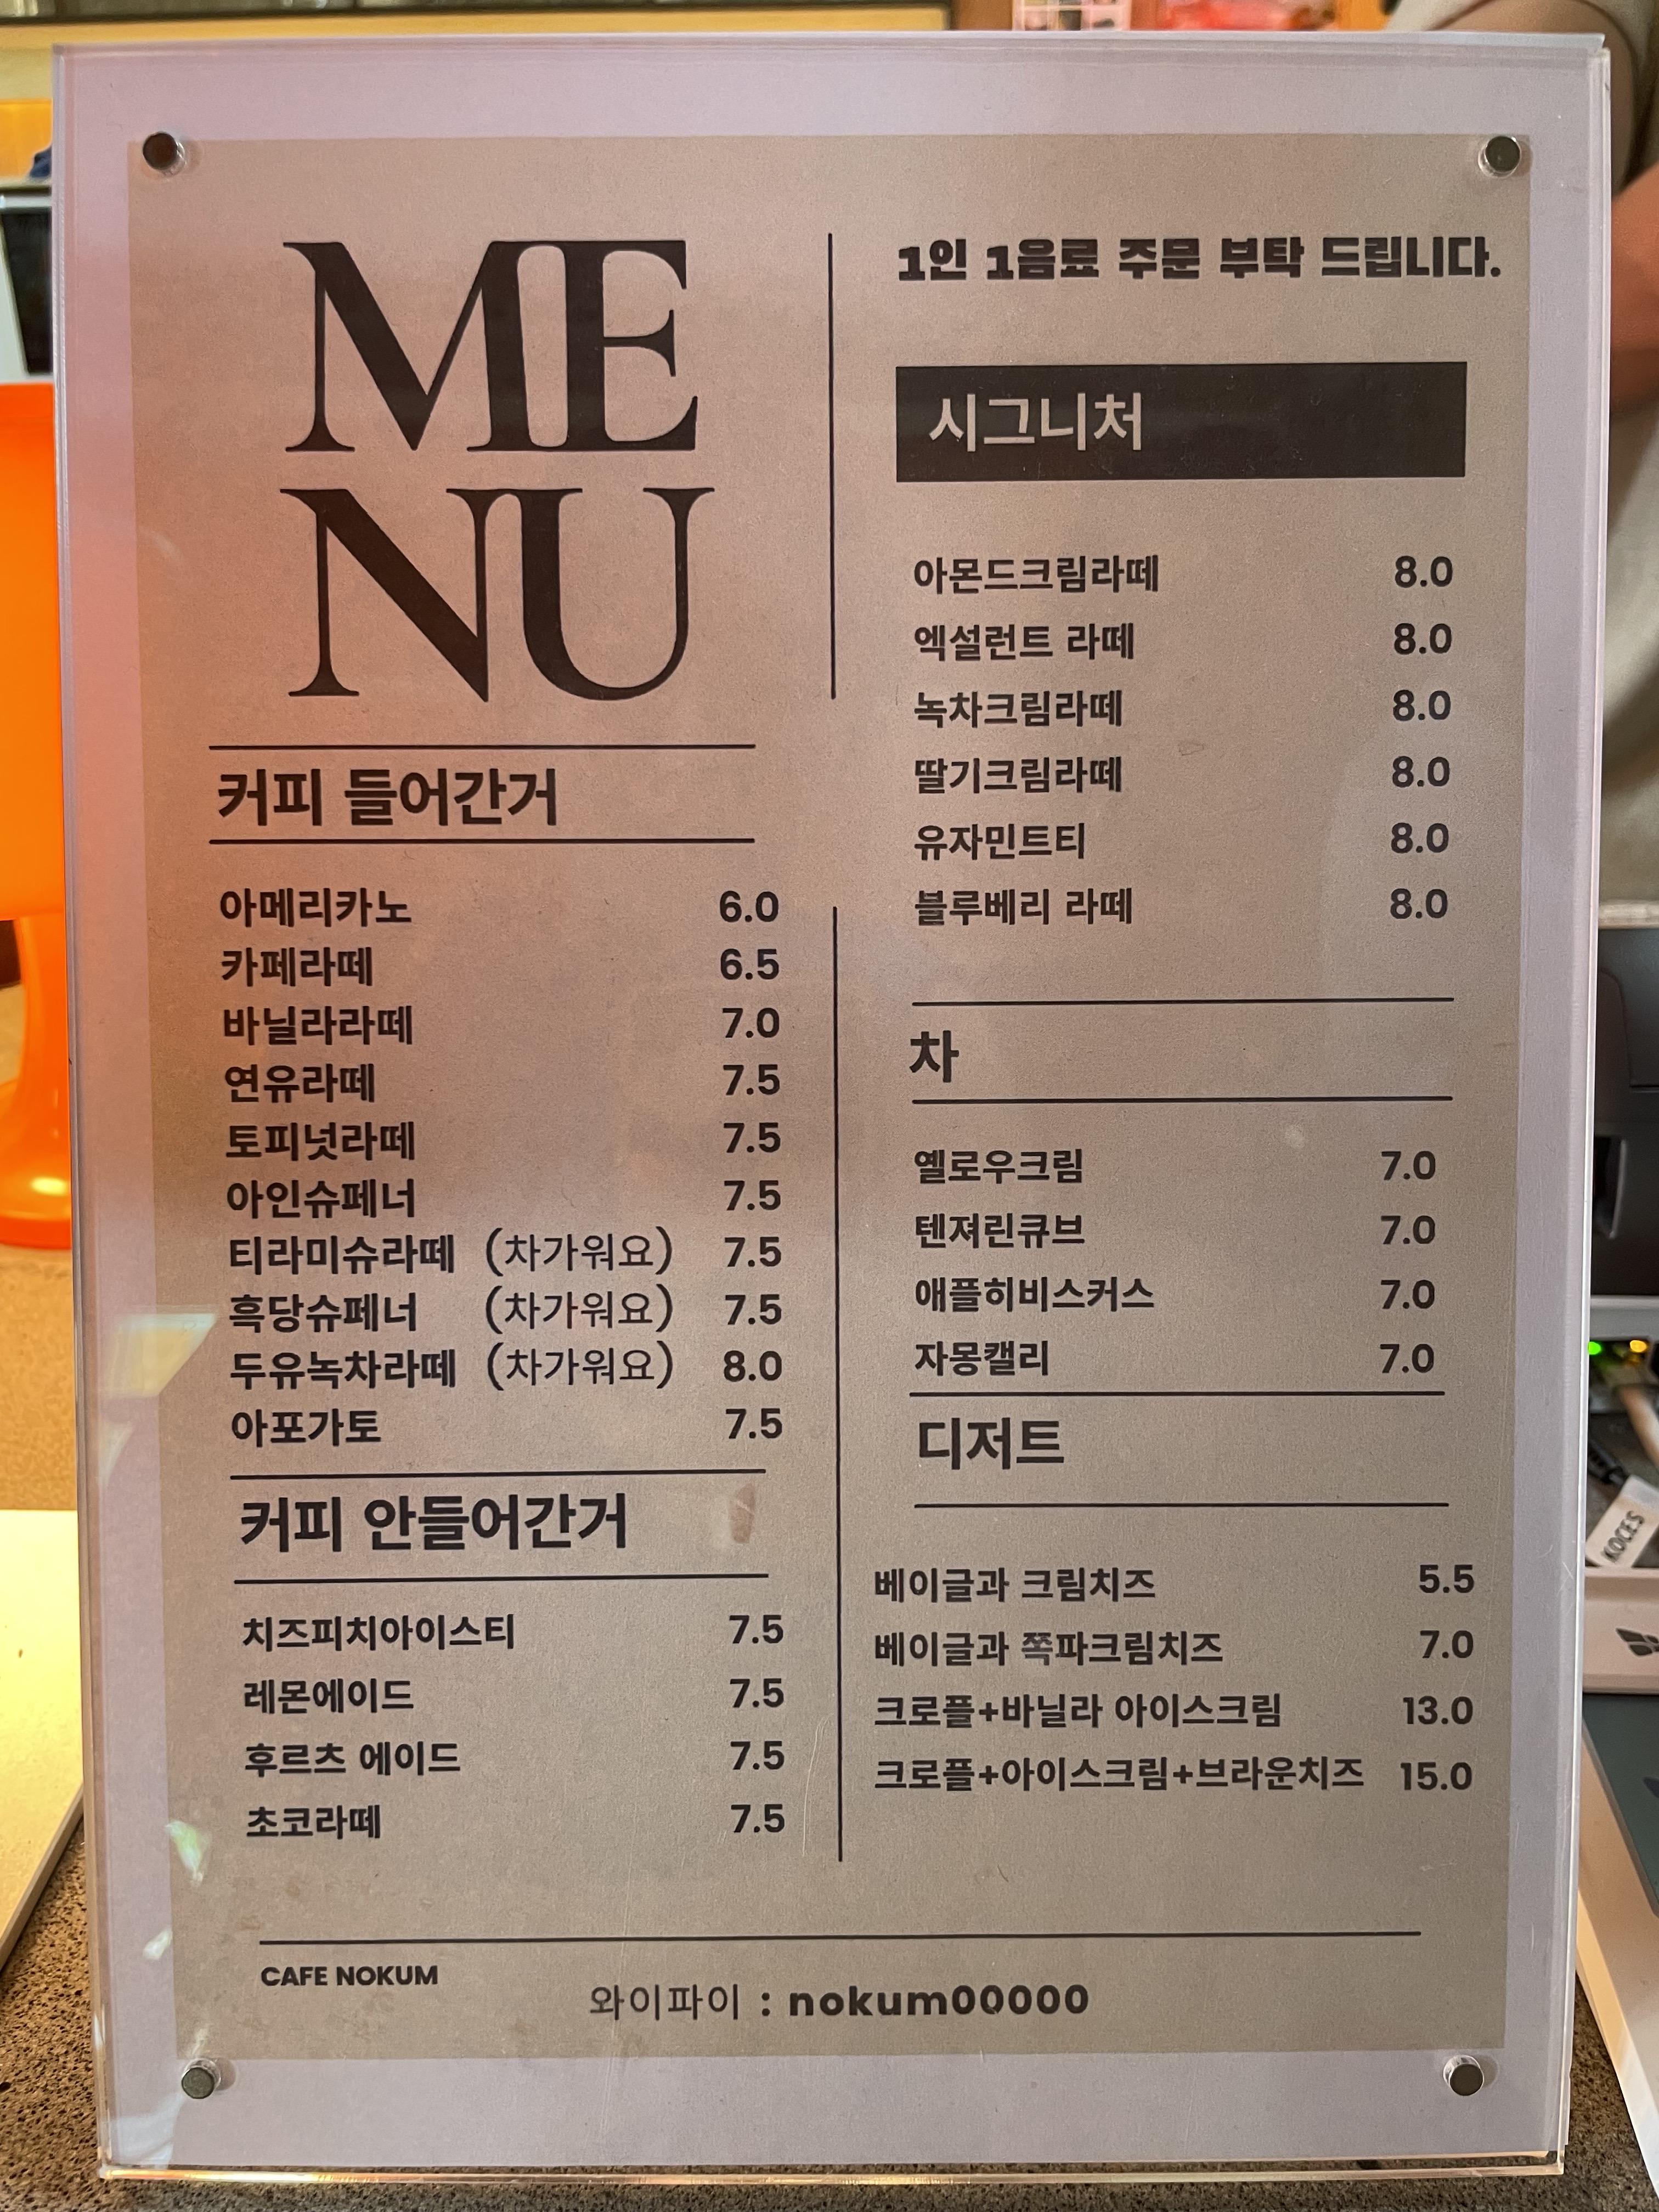 ME
NU
커피 들어간거
아메리카노 6.0
카페라떼 6.5
바닐라라떼 7.0
연유라떼 7.5
토피넛라떼 7.5
아인슈페너 7.5
티라미슈라떼 (차가워요) 7.5
흑당슈페너 (차가워요) 7.5
두유녹차라떼 (차가워요) 8.0
아포가토 7.5
커피 안들어간거
치즈피치아이스티 7.5
레몬에이드 7.5
후르츠 에이드 7.5
초코라떼 7.5
1인 1음료 주문 부탁 드립니다.
시그니처
아몬드크림라떼 8.0
엑설런트 라떼 8.0
녹차크림라떼 8.0
딸기크림라떼 8.0
유자민트티 8.0
블루베리 라떼 8.0
차
옐로우크림 7.0
텐져린큐브 7.0
애플히비스커스 7.0
자몽캘리 7.0
디저트
베이글과 크림치즈 5.5
베이글과 쪽파크림치즈 7.0
크로플+바닐라 아이스크림 13.0
크로플+아이스크림+브라운치즈 15.0
CAFE NOKUM
와이파이 : nokum00000
KOCES